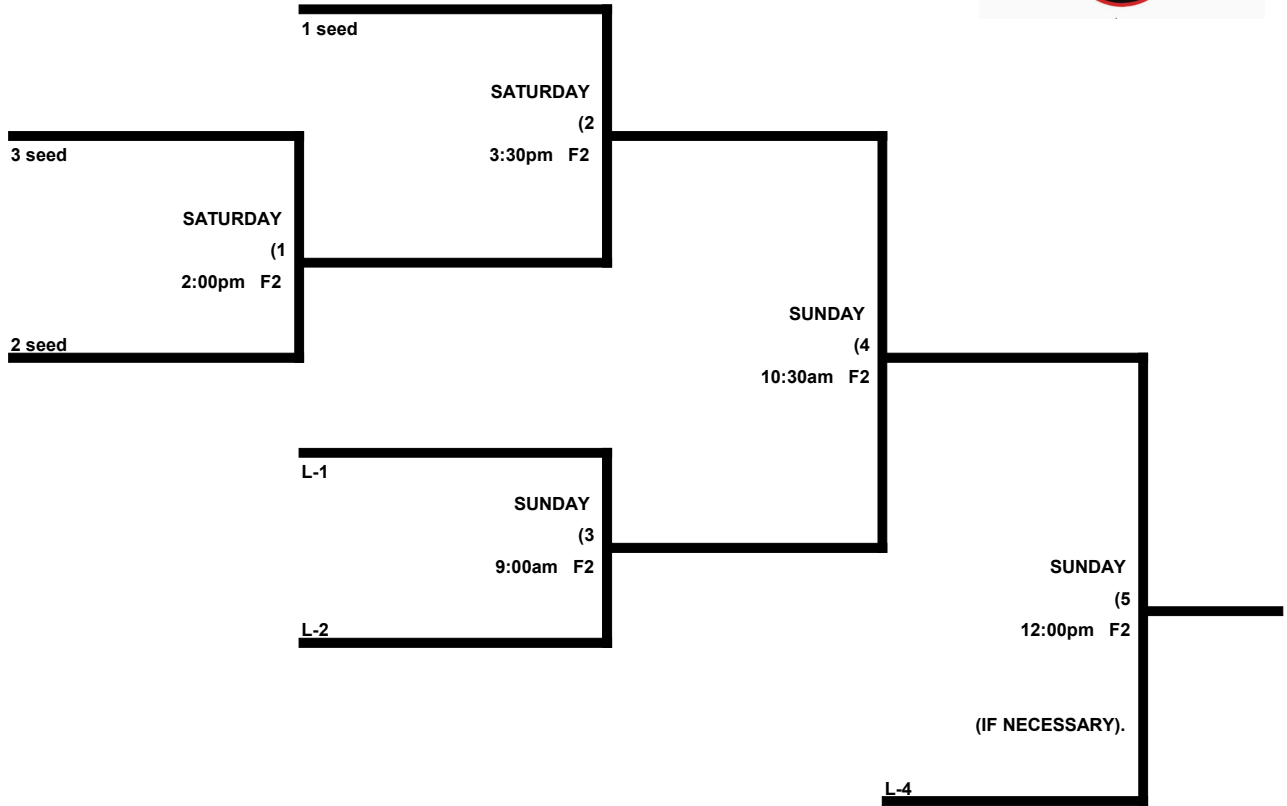 1 seed
SATURDAY
(2
3:30pm F2
3 seed
SATURDAY
(1
2:00pm F2
2 seed
SUNDAY
(4
10:30am F2
L-1
SUNDAY
(3
9:00am F2
L-2
SUNDAY
(5
12:00pm F2
(IF NECESSARY).
L-4